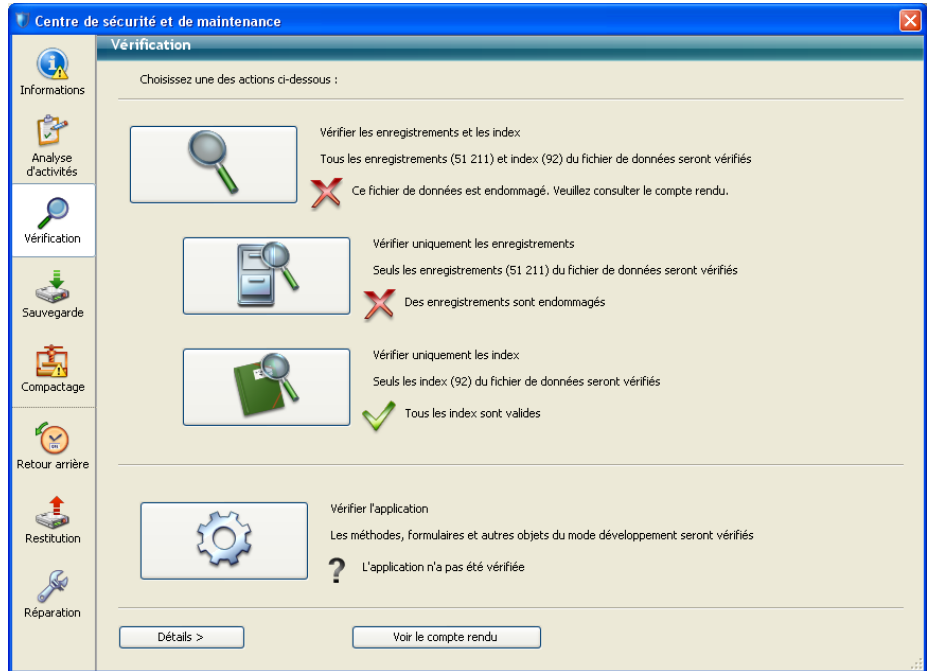 Centre de sécurité et de maintenance
Vérification
Choisissez une des actions ci-dessous :
Informations
Analyse
d'activités
Vérification
Sauvegarde
Compactage
Retour arrière
Restitution
Réparation
Vérifier les enregistrements et les index
Tous les enregistrements (51 211) et index (92) du fichier de données seront vérifiés
Ce fichier de données est endommagé. Veuillez consulter le compte rendu.
Vérifier uniquement les enregistrements
Seuls les enregistrements (51 211) du fichier de données seront vérifiés
Des enregistrements sont endommagés
Vérifier uniquement les index
Seuls les index (92) du fichier de données seront vérifiés
Tous les index sont valides
Vérifier l'application
Les méthodes, formulaires et autres objets du mode développement seront vérifiés
? L'application n'a pas été vérifiée
Détails >
Voir le compte rendu